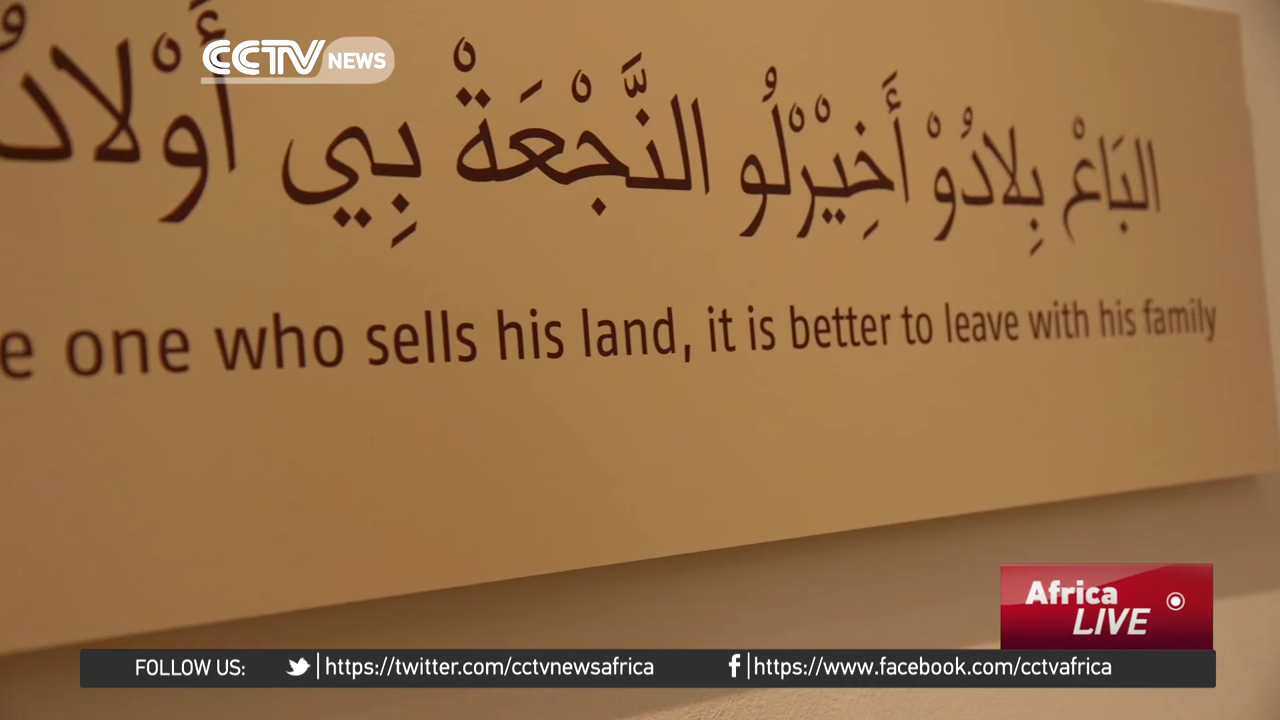 CCTV NEWS
البَاعْ بِلادُوْ أَخِيْرْلُو النَّجْعَةْ بِي أَوْلادُ
e one who sells his land, it is better to leave with his family
Africa
LIVE
FOLLOW US: https://twitter.com/cctvnewsafrica https://www.facebook.com/cctvafrica